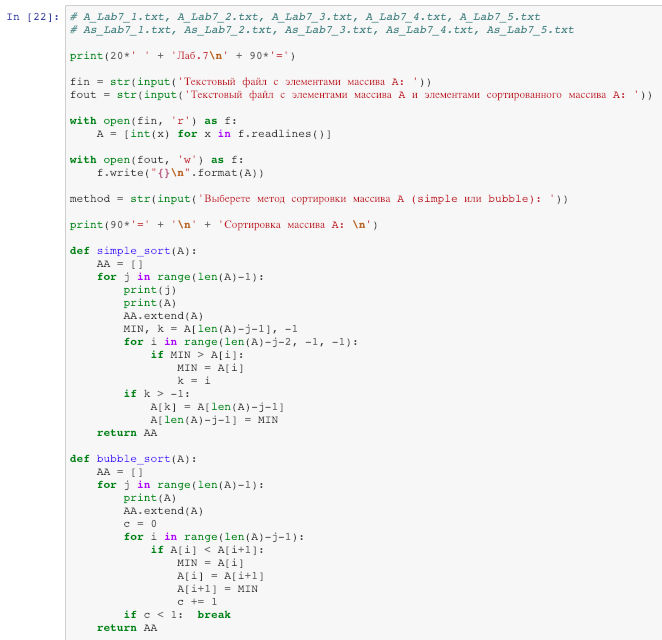 In [22]: # A_Lab7_1.txt, A_Lab7_2.txt, A_Lab7_3.txt, A_Lab7_4.txt, A_Lab7_5.txt
# As_Lab7_1.txt, As_Lab7_2.txt, As_Lab7_3.txt, As_Lab7_4.txt, As_Lab7_5.txt

print(20*' ' + 'Лаб.7\n' + 90*'=')

fin = str(input('Текстовый файл с элементами массива A: '))
fout = str(input('Текстовый файл с элементами массива A и элементами сортированного массива A: '))

with open(fin, 'r') as f:
    A = [int(x) for x in f.readlines()]

with open(fout, 'w') as f:
    f.write("{}\n".format(A))

method = str(input('Выберете метод сортировки массива A (simple или bubble): '))

print(90*'=' + '\n' + 'Сортировка массива A: \n')

def simple_sort(A):
    AA = []
    for j in range(len(A)-1):
        print(j)
        print(A)
        AA.extend(A)
        MIN, k = A[len(A)-j-1], -1
        for i in range(len(A)-j-2, -1, -1):
            if MIN > A[i]:
                MIN = A[i]
                k = i
        if k > -1:
            A[k] = A[len(A)-j-1]
            A[len(A)-j-1] = MIN
    return AA

def bubble_sort(A):
    AA = []
    for j in range(len(A)-1):
        print(A)
        AA.extend(A)
        c = 0
        for i in range(len(A)-j-1):
            if A[i] < A[i+1]:
                MIN = A[i]
                A[i] = A[i+1]
                A[i+1] = MIN
                c += 1
        if c < 1:  break
    return AA